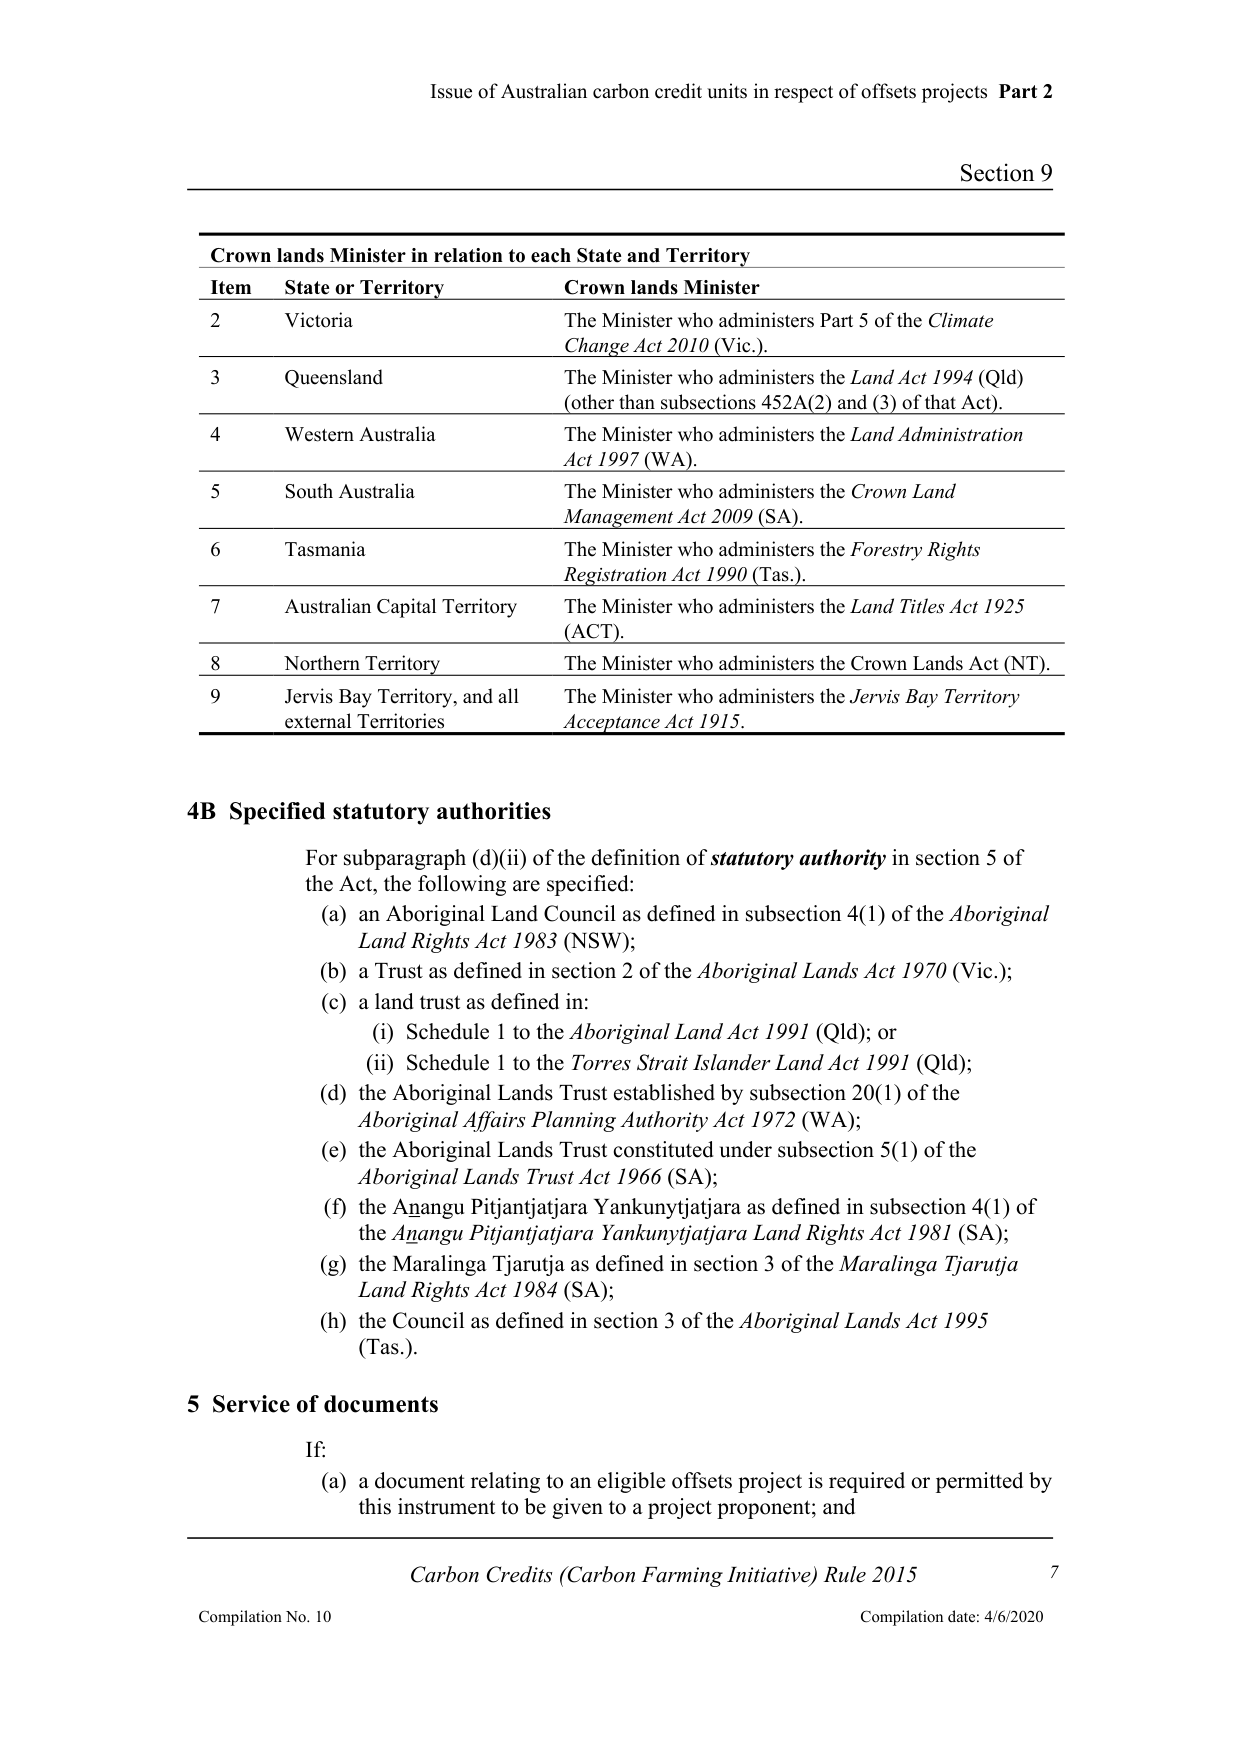 Issue of Australian carbon credit units in respect of offsets projects Part 2
Section 9
Crown lands Minister in relation to each State and Territory
Item State or Territory Crown lands Minister
2 Victoria The Minister who administers Part 5 of the Climate
Change Act 2010 (Vic.).
3 Queensland The Minister who administers the Land Act 1994 (Qld)
(other than subsections 452A(2) and (3) of that Act).
4 Western Australia The Minister who administers the Land Administration
Act 1997 (WA).
5 South Australia The Minister who administers the Crown Land
Management Act 2009 (SA).
6 Tasmania The Minister who administers the Forestry Rights
Registration Act 1990 (Tas.).
7 Australian Capital Territory The Minister who administers the Land Titles Act 1925
(ACT).
8 Northern Territory The Minister who administers the Crown Lands Act (NT).
9 Jervis Bay Territory, and all The Minister who administers the Jervis Bay Territory
external Territories Acceptance Act 1915.
4B Specified statutory authorities
For subparagraph (d)(ii) of the definition of statutory authority in section 5 of
the Act, the following are specified:
(a) an Aboriginal Land Council as defined in subsection 4(1) of the Aboriginal
Land Rights Act 1983 (NSW);
(b) a Trust as defined in section 2 of the Aboriginal Lands Act 1970 (Vic.);
(c) a land trust as defined in:
(i) Schedule 1 to the Aboriginal Land Act 1991 (Qld); or
(ii) Schedule 1 to the Torres Strait Islander Land Act 1991 (Qld);
(d) the Aboriginal Lands Trust established by subsection 20(1) of the
Aboriginal Affairs Planning Authority Act 1972 (WA);
(e) the Aboriginal Lands Trust constituted under subsection 5(1) of the
Aboriginal Lands Trust Act 1966 (SA);
(f) the Aṉangu Pitjantjatjara Yankunytjatjara as defined in subsection 4(1) of
the Aṉangu Pitjantjatjara Yankunytjatjara Land Rights Act 1981 (SA);
(g) the Maralinga Tjarutja as defined in section 3 of the Maralinga Tjarutja
Land Rights Act 1984 (SA);
(h) the Council as defined in section 3 of the Aboriginal Lands Act 1995
(Tas.).
5 Service of documents
If:
(a) a document relating to an eligible offsets project is required or permitted by
this instrument to be given to a project proponent; and
Carbon Credits (Carbon Farming Initiative) Rule 2015 7
Compilation No. 10 Compilation date: 4/6/2020